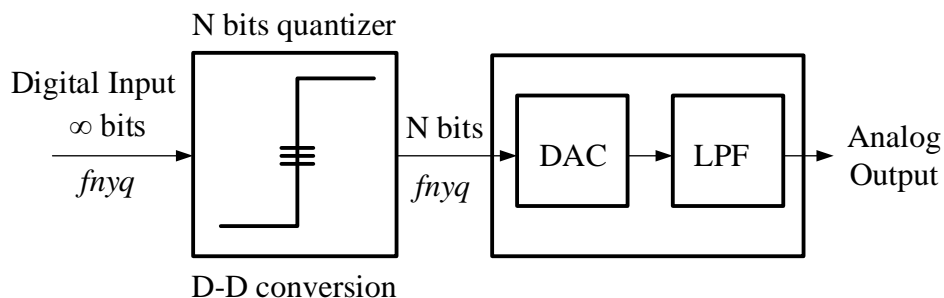 N bits quantizer
Digital Input
∞ bits
fnyq
N bits
fnyq
DAC
LPF
Analog
Output
D-D conversion